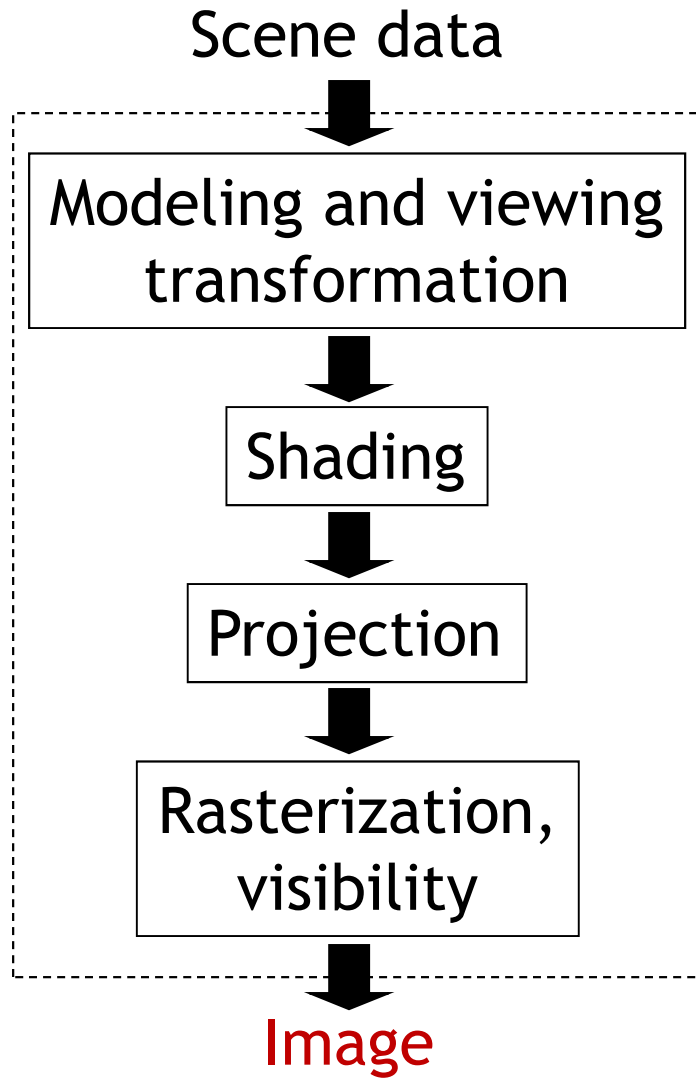 Scene data
Modeling and viewing
transformation
Shading
Projection
Rasterization,
visibility
Image